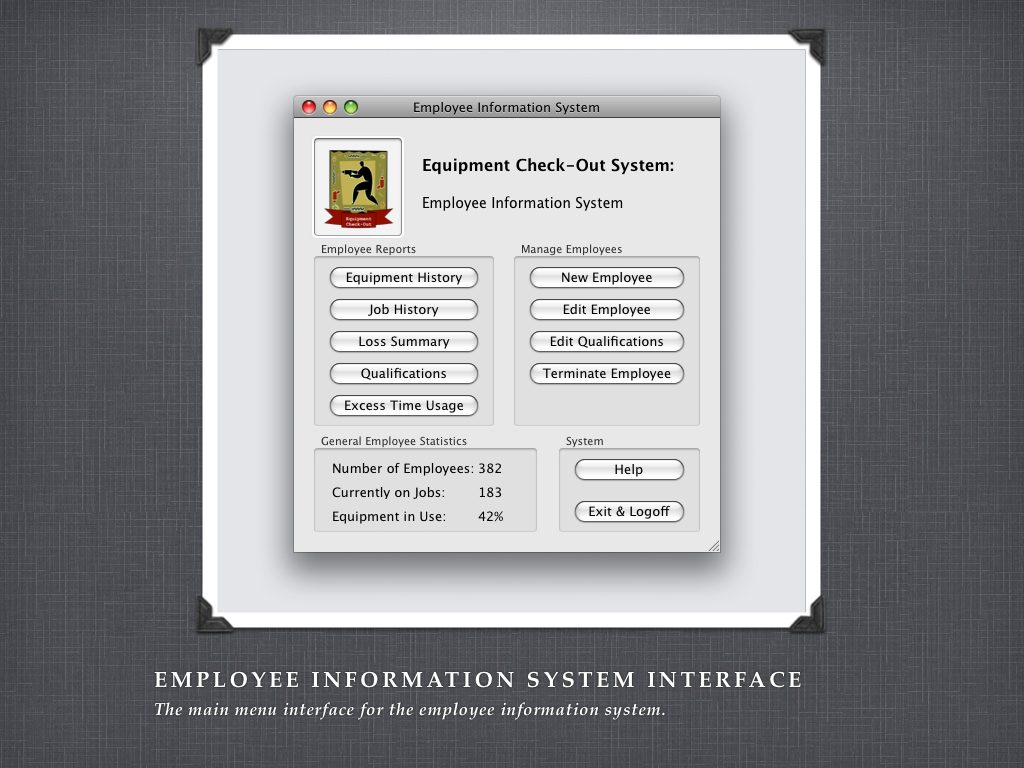 Employee Information System
Equipment Check-Out System:
Employee Information System
Equipment
Check-Out
Employee Reports
Equipment History
Job History
Loss Summary
Qualifications
Excess Time Usage
Manage Employees
New Employee
Edit Employee
Edit Qualifications
Terminate Employee
General Employee Statistics
Number of Employees: 382
Currently on Jobs: 183
Equipment in Use: 42%
System
Help
Exit & Logoff
EMPLOYEE INFORMATION SYSTEM INTERFACE
The main menu interface for the employee information system.